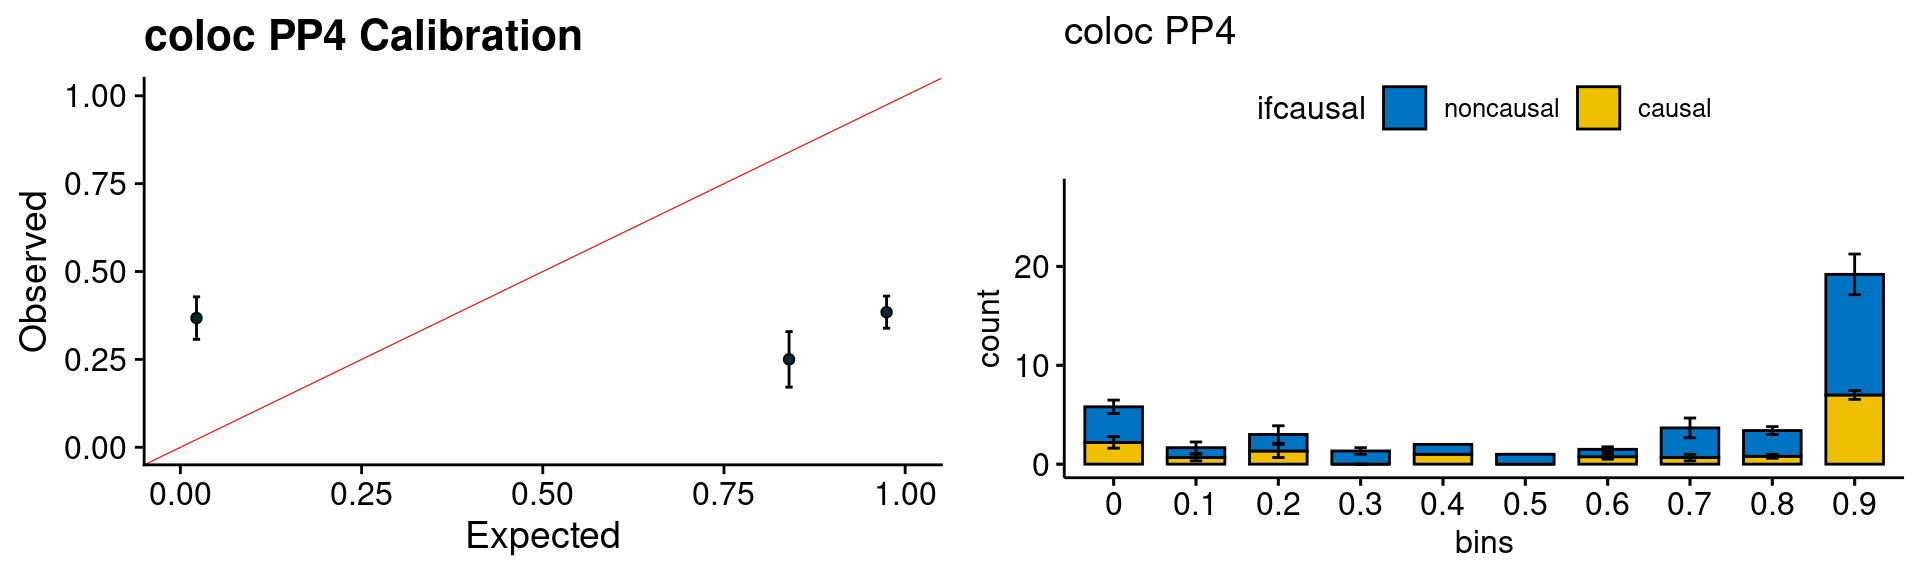 coloc PP4 Calibration
1.00
0.75
0.50
0.25
0.00
Observed
0.00 0.25 0.50 0.75 1.00
Expected
coloc PP4
ifcausal noncausal causal
20
10
0
count
0 0.1 0.2 0.3 0.4 0.5 0.6 0.7 0.8 0.9
bins